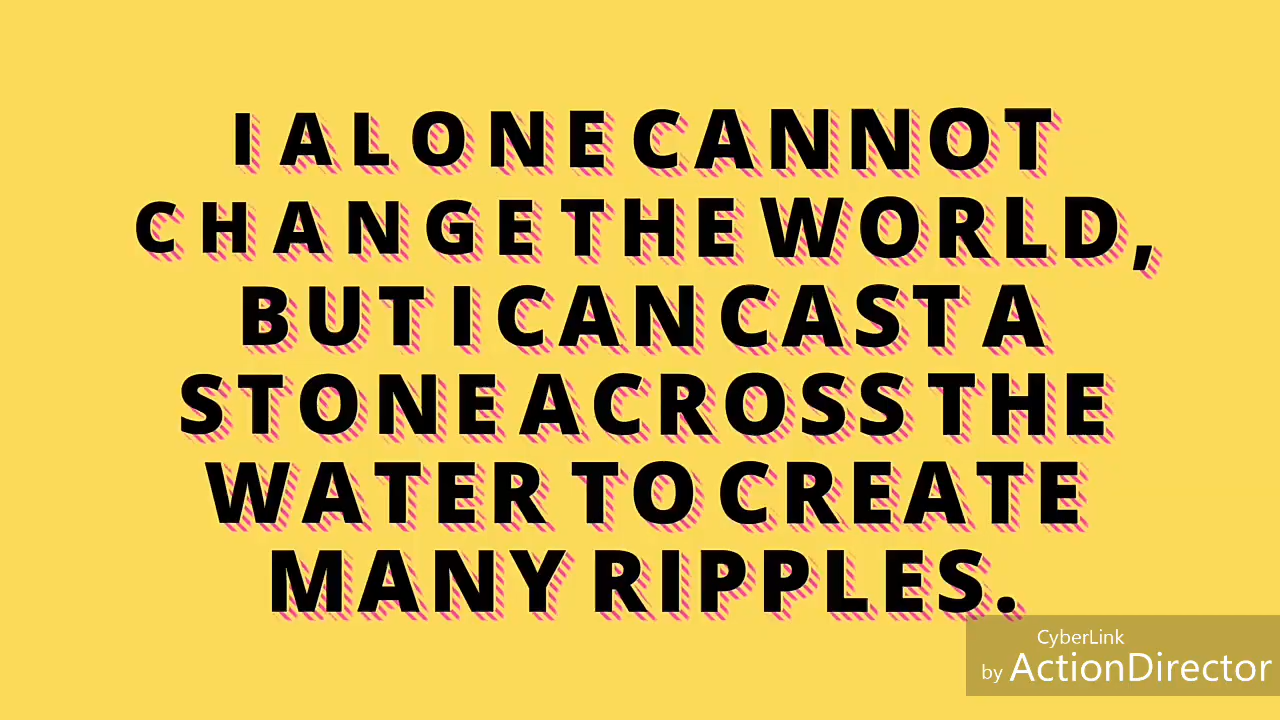 I ALONE CANNOT
CHANGE THE WORLD,
BUT I CAN CAST A
STONE ACROSS THE
WATER TO CREATE
MANY RIPPLES.
CyberLink
by ActionDirector